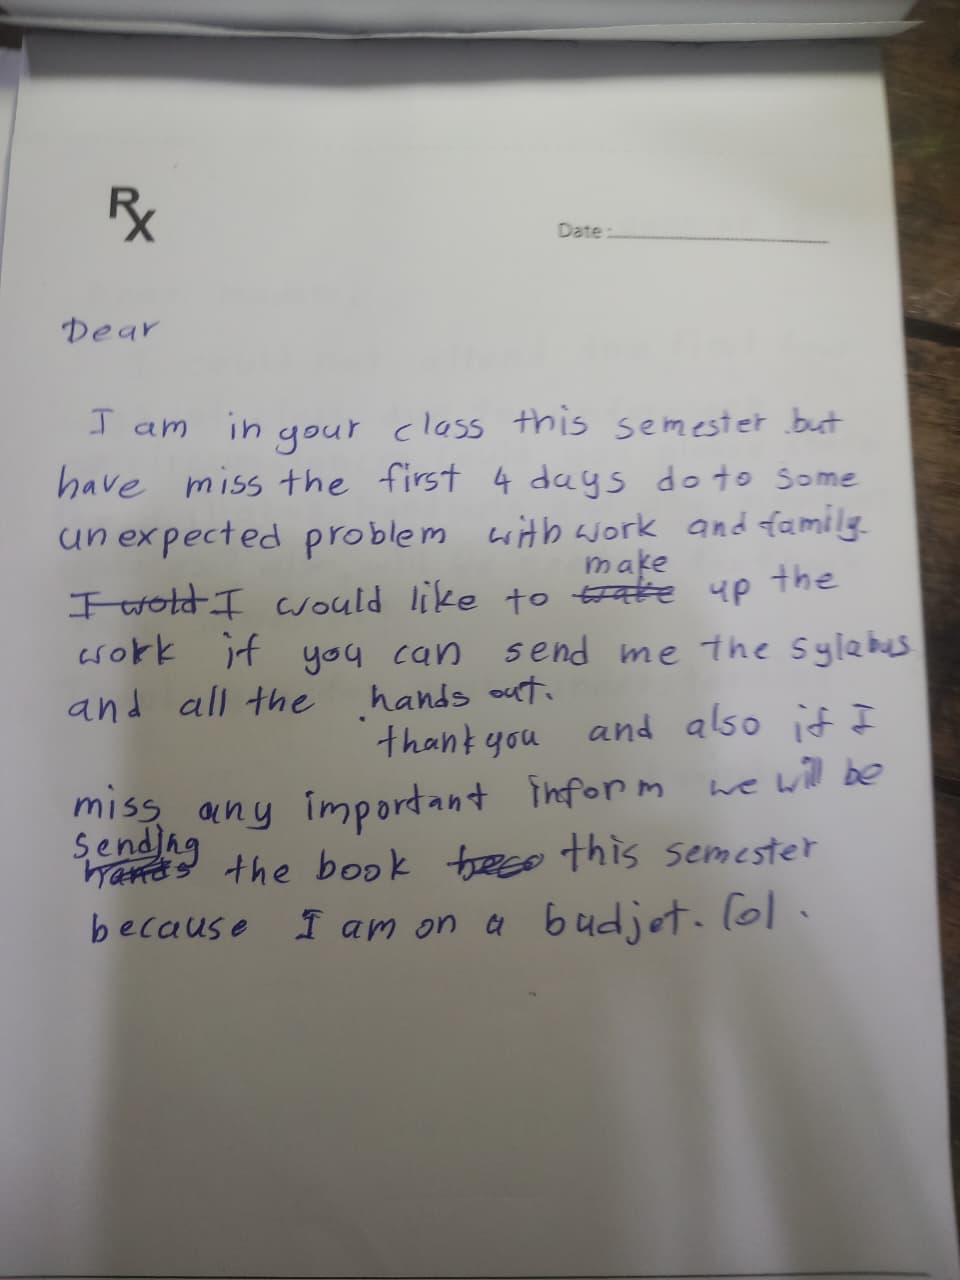 Rx
Date:
Dear
I am in your class this semester but
have miss the first 4 days do to some
unexpected problem with work and family.
I wold I would like to make up the
work if you can send me the sylabus
and all the hands out.
thank you and also if I
miss any important inform we will be
sending
hands the book this semester
because I am on a budjet. lol.